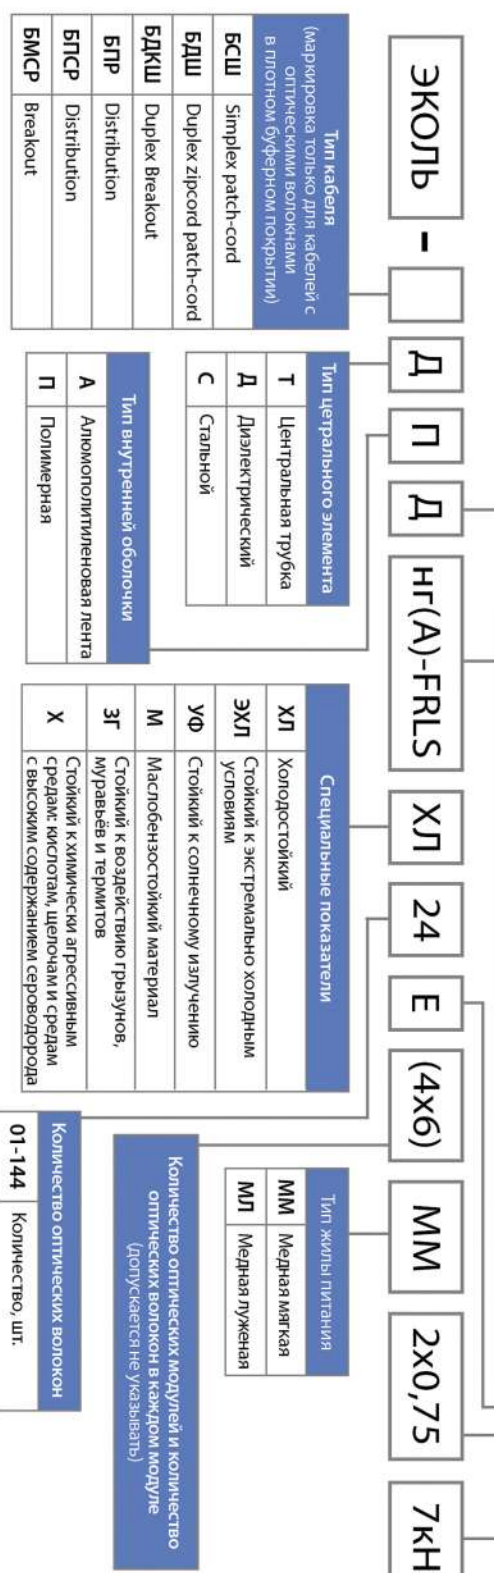 ЭКОЛЬ - Д П Д нг(А)-FRLS ХЛ 24 Е (4х6) ММ 2х0,75 7кН
Тип кабеля
(маркировка только для кабелей с
оптическими волокнами
в плотном буферном покрытии)
БСШ Simplex patch-cord
БДШ Duplex zipcord patch-cord
БДКШ Duplex Breakout
БПР Distribution
БПСР Distribution
БМСР Breakout
Тип цетрального элемента
Т Центральная трубка
Д Диэлектрический
С Стальной
Тип внутренней оболочки
А Алюмополитиленовая лента
П Полимерная
Специальные показатели
ХЛ Холодостойкий
ЭХЛ Стойкий к экстремально холодным
условиям
УФ Стойкий к солнечному излучению
М Маслобензостойкий материал
ЗГ Стойкий к воздействию грызунов,
муравьёв и термитов
Х Стойкий к химически агрессивным
средам: кислотам, щелочам и средам
с высоким содержанием сероводорода
Тип жилы питания
ММ Медная мягкая
МЛ Медная луженая
Количество оптических модулей и количество
оптических волокон в каждом модуле
(допускается не указывать)
Количество оптических волокон
01-144 Количество, шт.